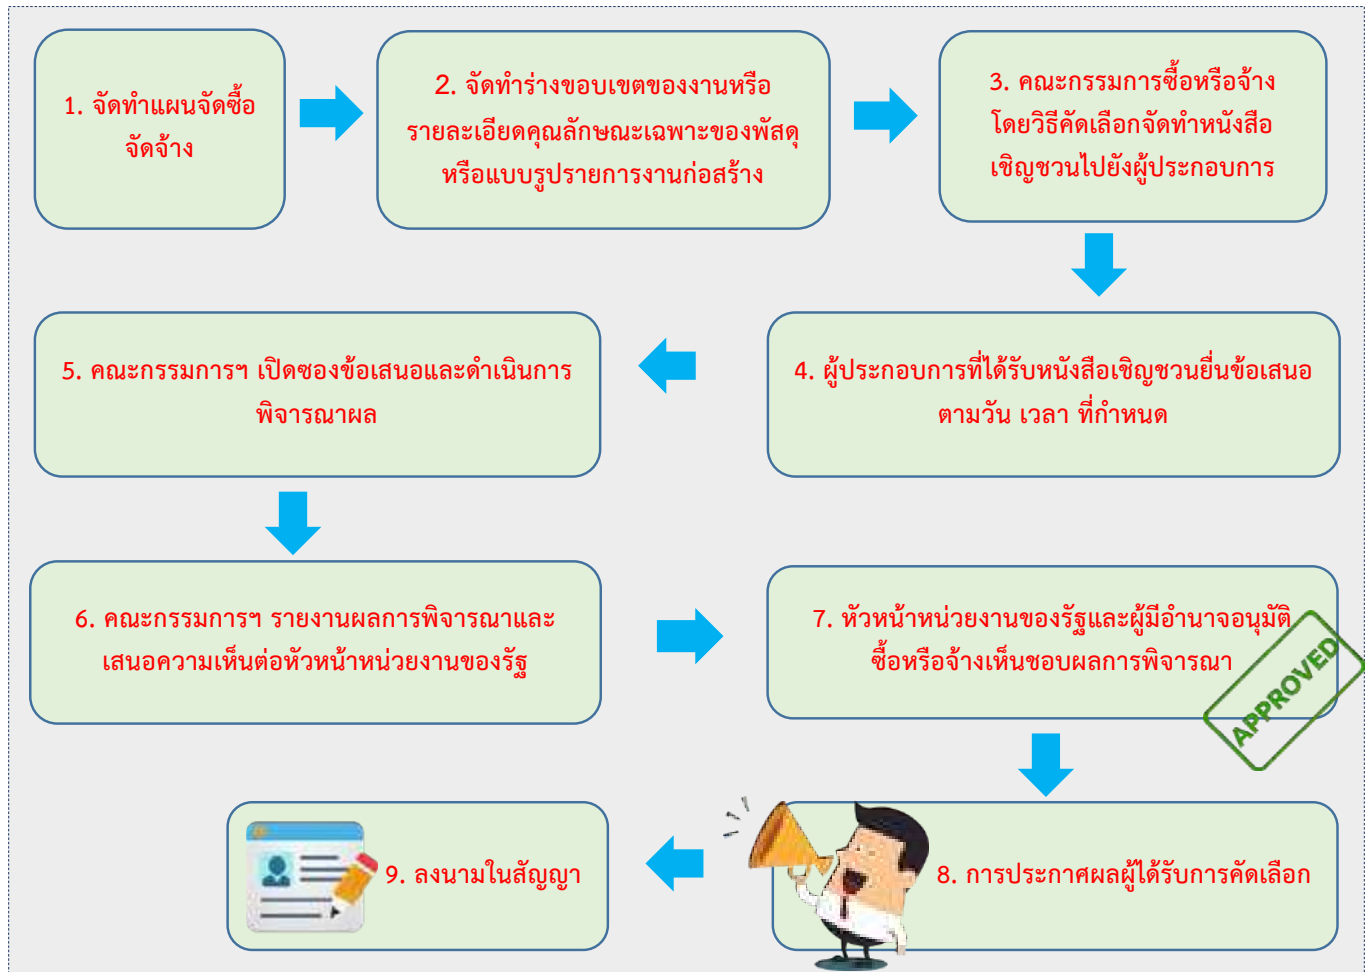 1. จัดทำแผนจัดซื้อ
จัดจ้าง
2. จัดทำร่างขอบเขตของงานหรือ
รายละเอียดคุณลักษณะเฉพาะของพัสดุ
หรือแบบรูปรายการงานก่อสร้าง
3. คณะกรรมการซื้อหรือจ้าง
โดยวิธีคัดเลือกจัดทำหนังสือ
เชิญชวนไปยังผู้ประกอบการ
4. ผู้ประกอบการที่ได้รับหนังสือเชิญชวนยื่นข้อเสนอ
ตามวัน เวลา ที่กำหนด
5. คณะกรรมการฯ เปิดซองข้อเสนอและดำเนินการ
พิจารณาผล
6. คณะกรรมการฯ รายงานผลการพิจารณาและ
เสนอความเห็นต่อหัวหน้าหน่วยงานของรัฐ
7. หัวหน้าหน่วยงานของรัฐและผู้มีอำนาจอนุมัติ
ซื้อหรือจ้างเห็นชอบผลการพิจารณา
APPROVED
8. การประกาศผลผู้ได้รับการคัดเลือก
9. ลงนามในสัญญา